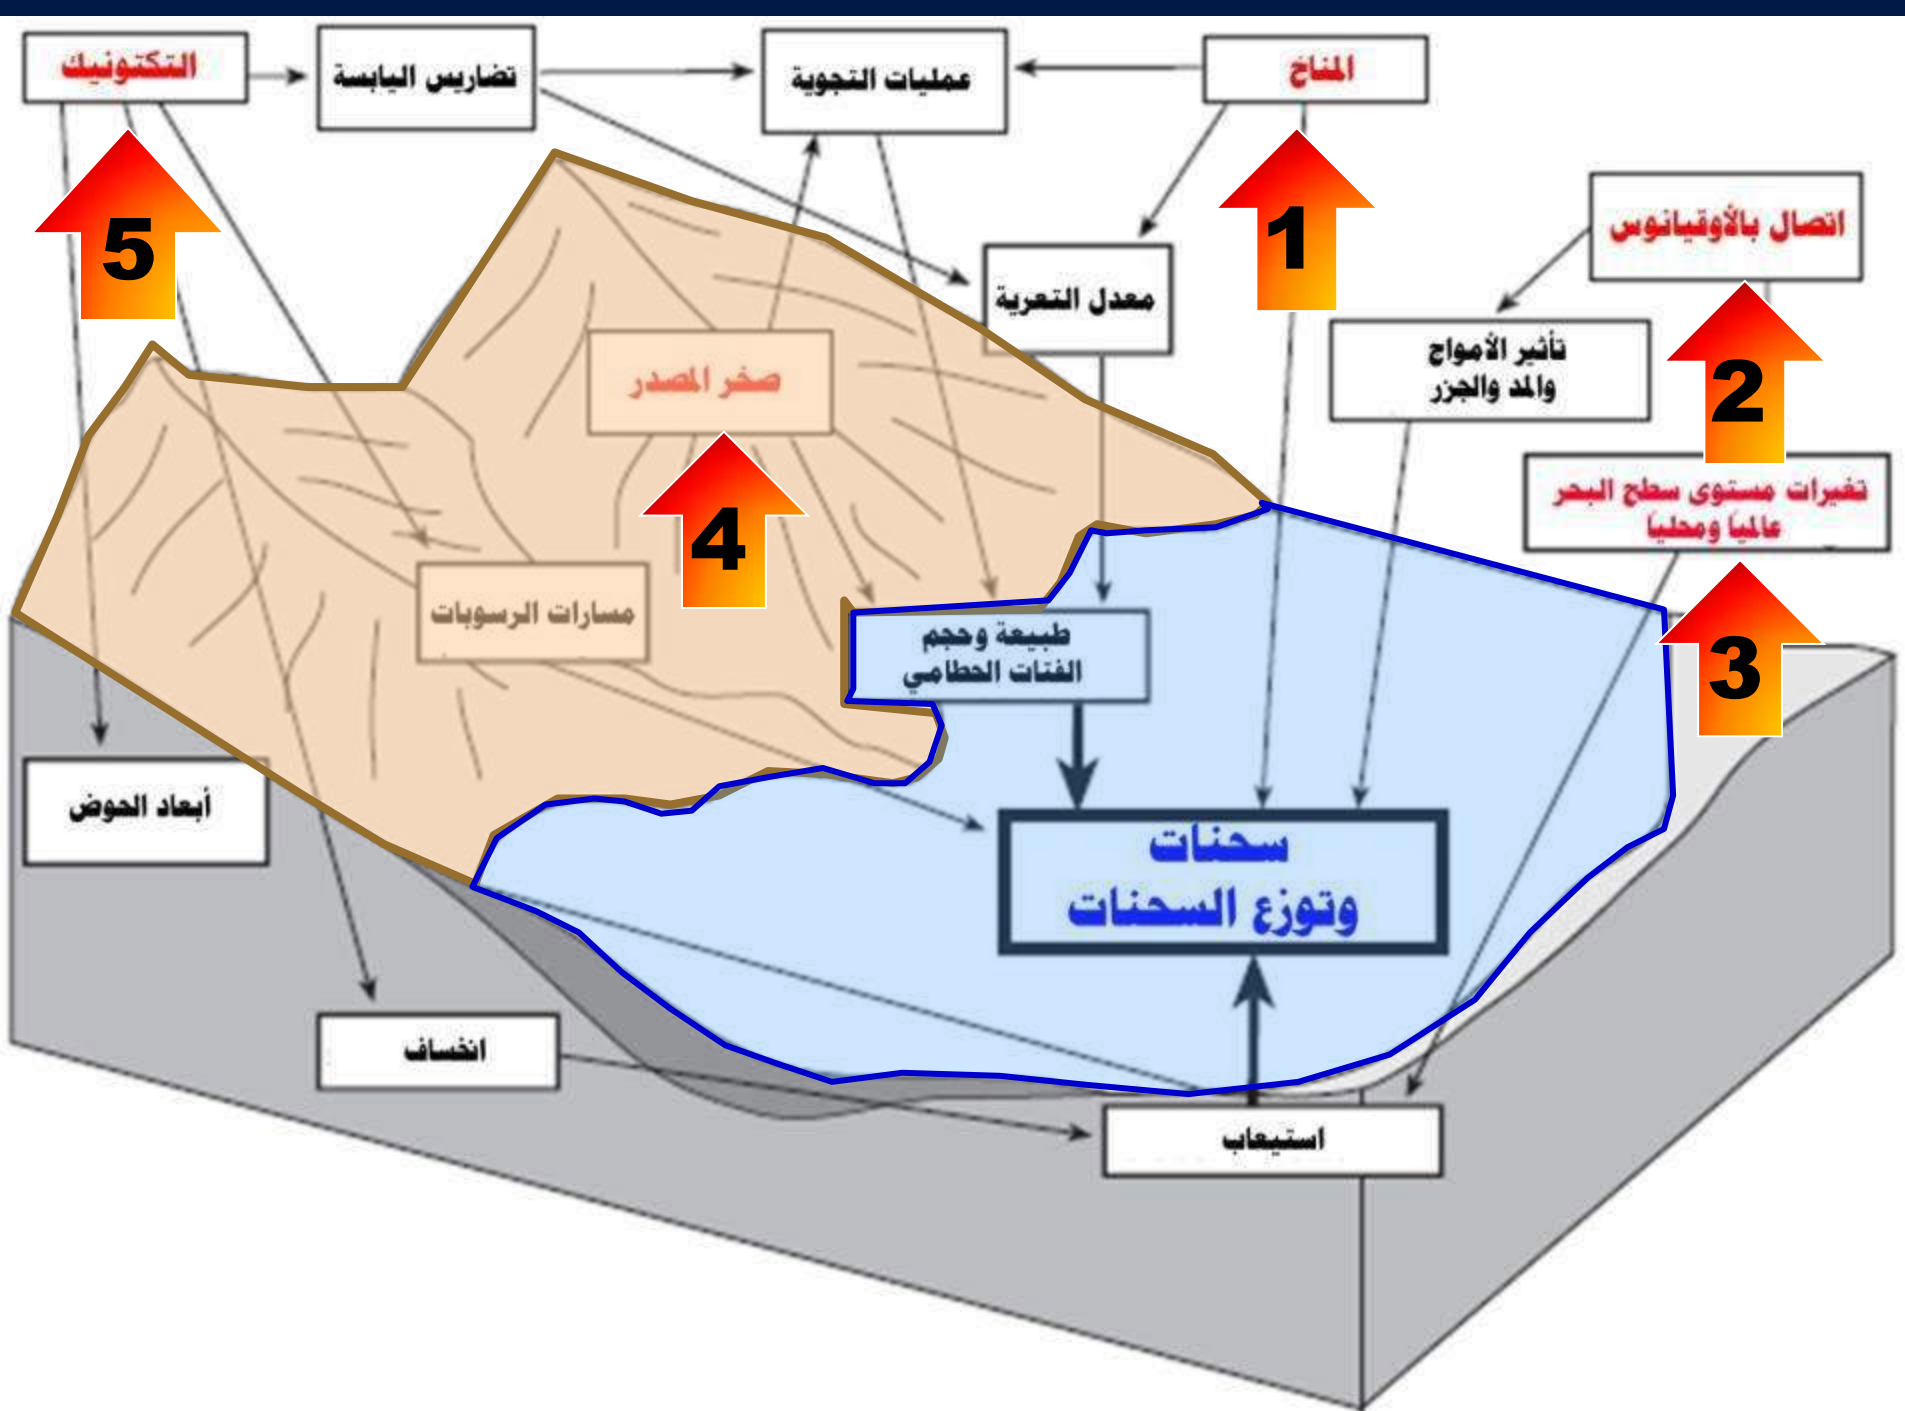 التكتونيك
تضاريس اليابسة
عمليات التجوية
المناخ
5
1
اتصال بالأوقيانوس
معدل التعرية
تأثير الأمواج
والمد والجزر
2
صخر المصدر
4
تغيرات مستوى سطح البحر
عالمياً ومحلياً
3
مسارات الرسوبات
طبيعة وحجم
الفتات الحطامي
أبعاد الحوض
سحنات
وتوزع السحنات
انخساف
استيعاب